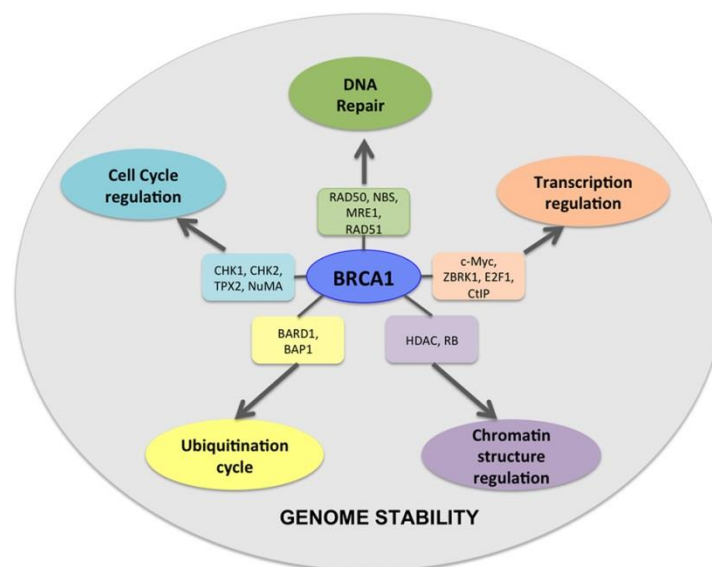 DNA
Repair
Cell Cycle
regulation
Transcription
regulation
RAD50, NBS,
MRE1,
RAD51
CHK1, CHK2,
TPX2, NuMA
BRCA1
c-Myc,
ZBRK1, E2F1,
CtIP
BARD1,
BAP1
HDAC, RB
Ubiquitination
cycle
Chromatin
structure
regulation
GENOME STABILITY